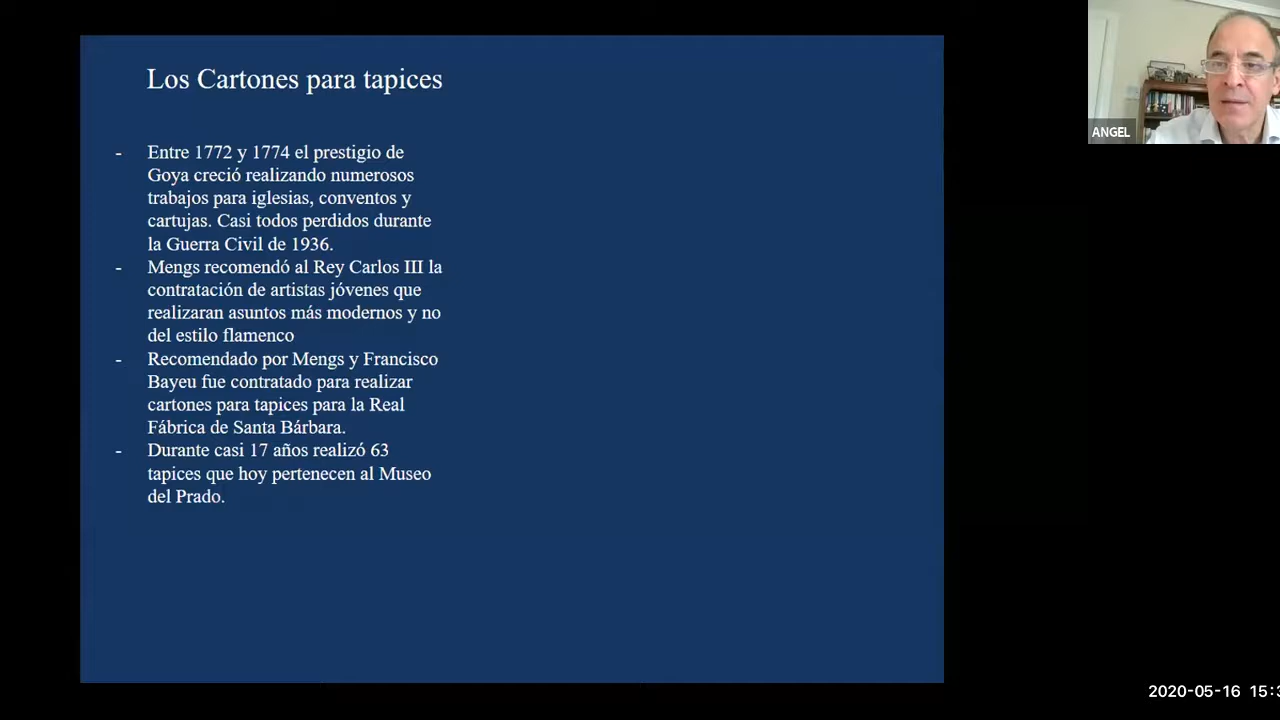 Los Cartones para tapices
- Entre 1772 y 1774 el prestigio de
Goya creció realizando numerosos
trabajos para iglesias, conventos y
cartujas. Casi todos perdidos durante
la Guerra Civil de 1936.
- Mengs recomendó al Rey Carlos III la
contratación de artistas jóvenes que
realizaran asuntos más modernos y no
del estilo flamenco
- Recomendado por Mengs y Francisco
Bayeu fue contratado para realizar
cartones para tapices para la Real
Fábrica de Santa Bárbara.
- Durante casi 17 años realizó 63
tapices que hoy pertenecen al Museo
del Prado.
ANGEL
2020-05-16 15:3